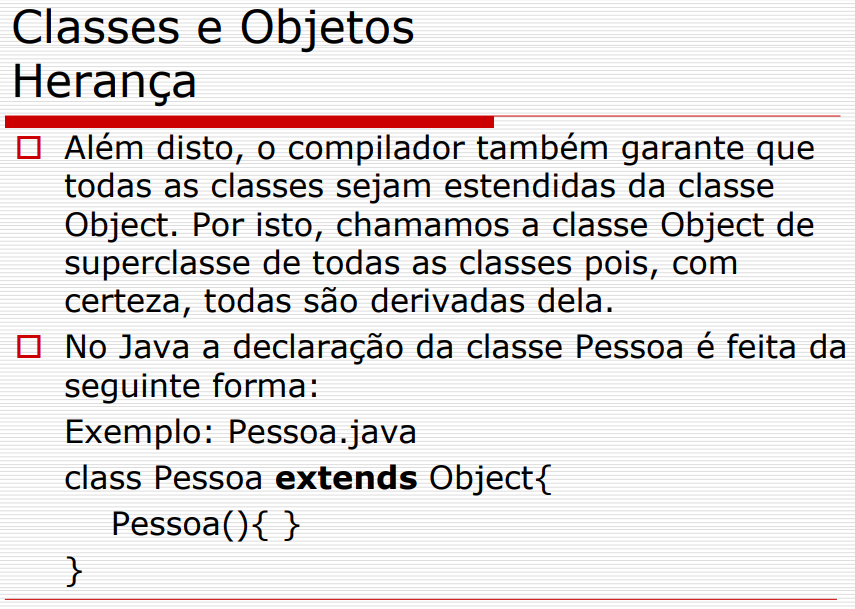 Classes e Objetos
Herança
Além disto, o compilador também garante que
todas as classes sejam estendidas da classe
Object. Por isto, chamamos a classe Object de
superclasse de todas as classes pois, com
certeza, todas são derivadas dela.
No Java a declaração da classe Pessoa é feita da
seguinte forma:
Exemplo: Pessoa.java
class Pessoa extends Object{
Pessoa(){ }
}